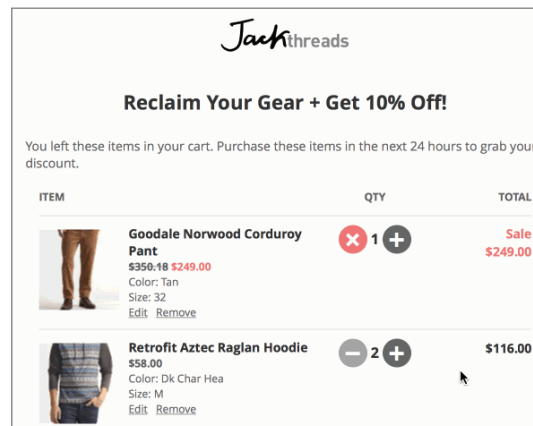 Jackthreads
Reclaim Your Gear + Get 10% Off!
You left these items in your cart. Purchase these items in the next 24 hours to grab your
discount.
ITEM QTY TOTAL
Goodale Norwood Corduroy
Pant
$350.18 $249.00
Color: Tan
Size: 32
Edit Remove
1
Sale
$249.00
Retrofit Aztec Raglan Hoodie
$58.00
Color: Dk Char Hea
Size: M
Edit Remove
2
$116.00